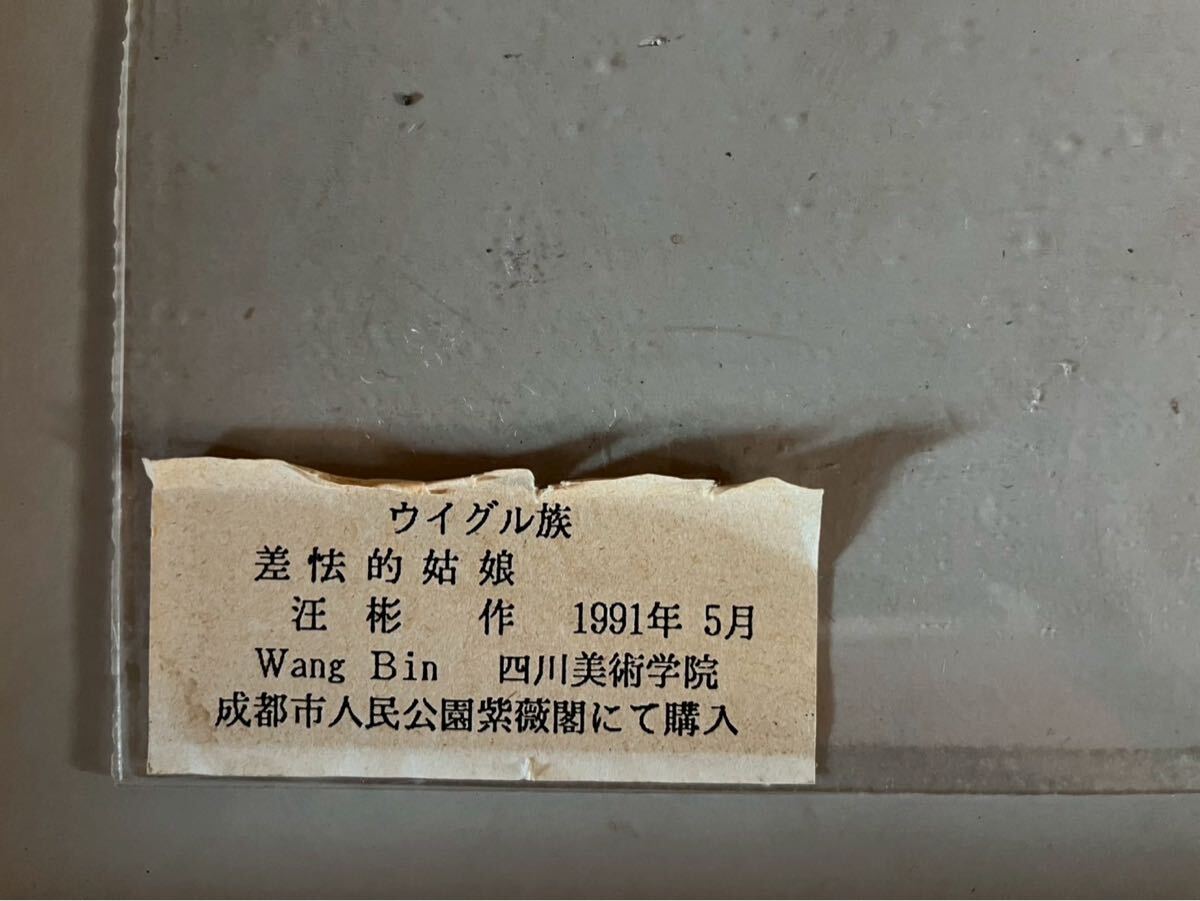 ウイグル族
差怯的姑娘
汪彬 作 1991年 5月
Wang Bin 四川美術学院
成都市人民公園紫薇閣にて購入